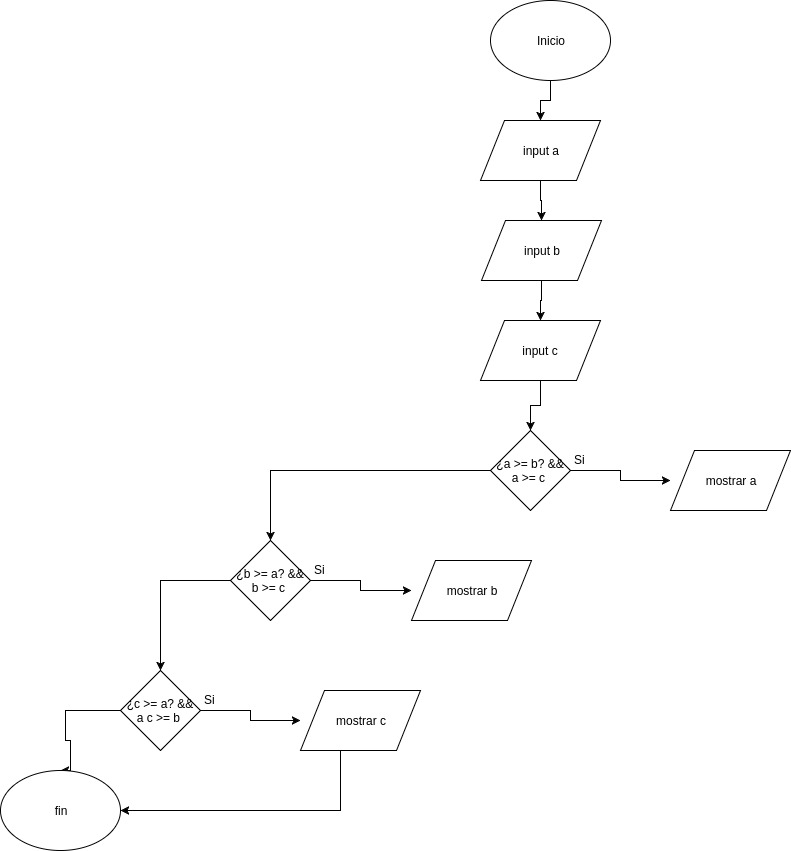 Inicio
input a
input b
input c
¿a >= b? &&
a >= c
Si
mostrar a
¿b >= a? &&
b >= c
Si
mostrar b
¿c >= a? &&
a c >= b
Si
mostrar c
fin